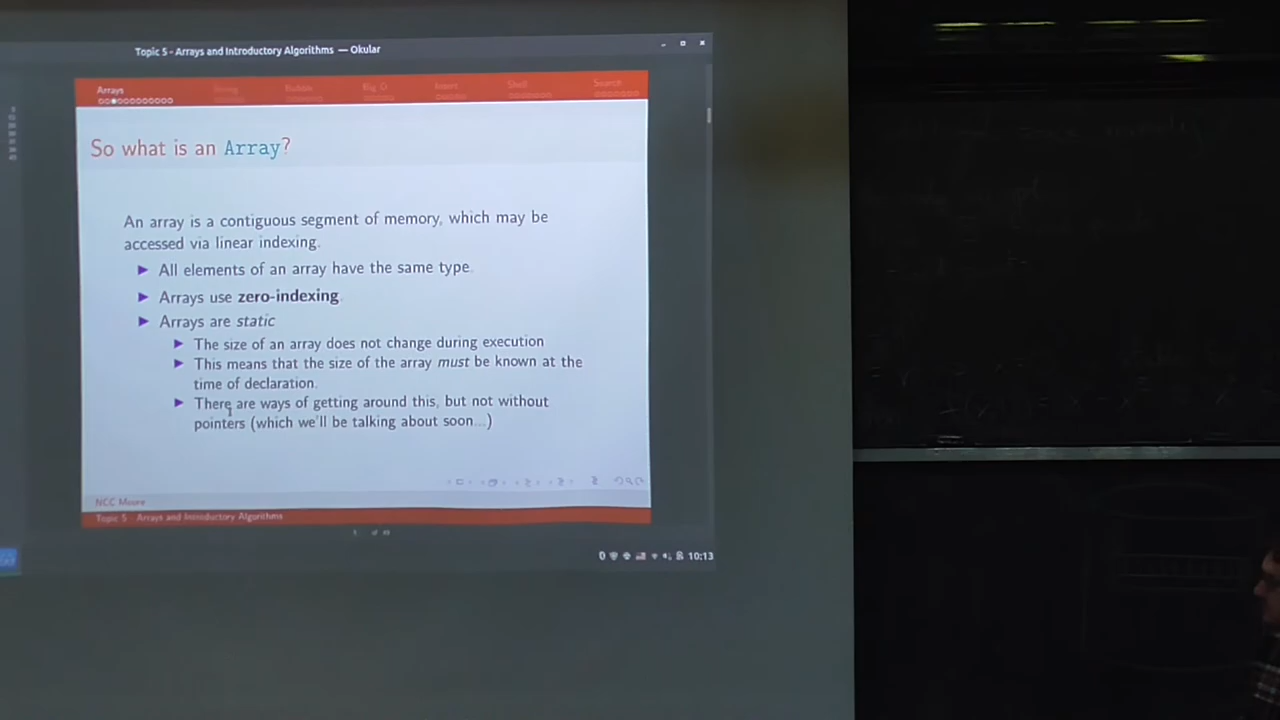 Topic 5 - Arrays and Introductory Algorithms — Okular
Arrays Bubble Big O Insert Shell Search
So what is an Array?
An array is a contiguous segment of memory, which may be
accessed via linear indexing.
All elements of an array have the same type.
Arrays use zero-indexing.
Arrays are static
The size of an array does not change during execution
This means that the size of the array must be known at the
time of declaration.
There are ways of getting around this, but not without
pointers (which we'll be talking about soon...)
NCC Moore
Topic 5 - Arrays and Introductory Algorithms
10:13